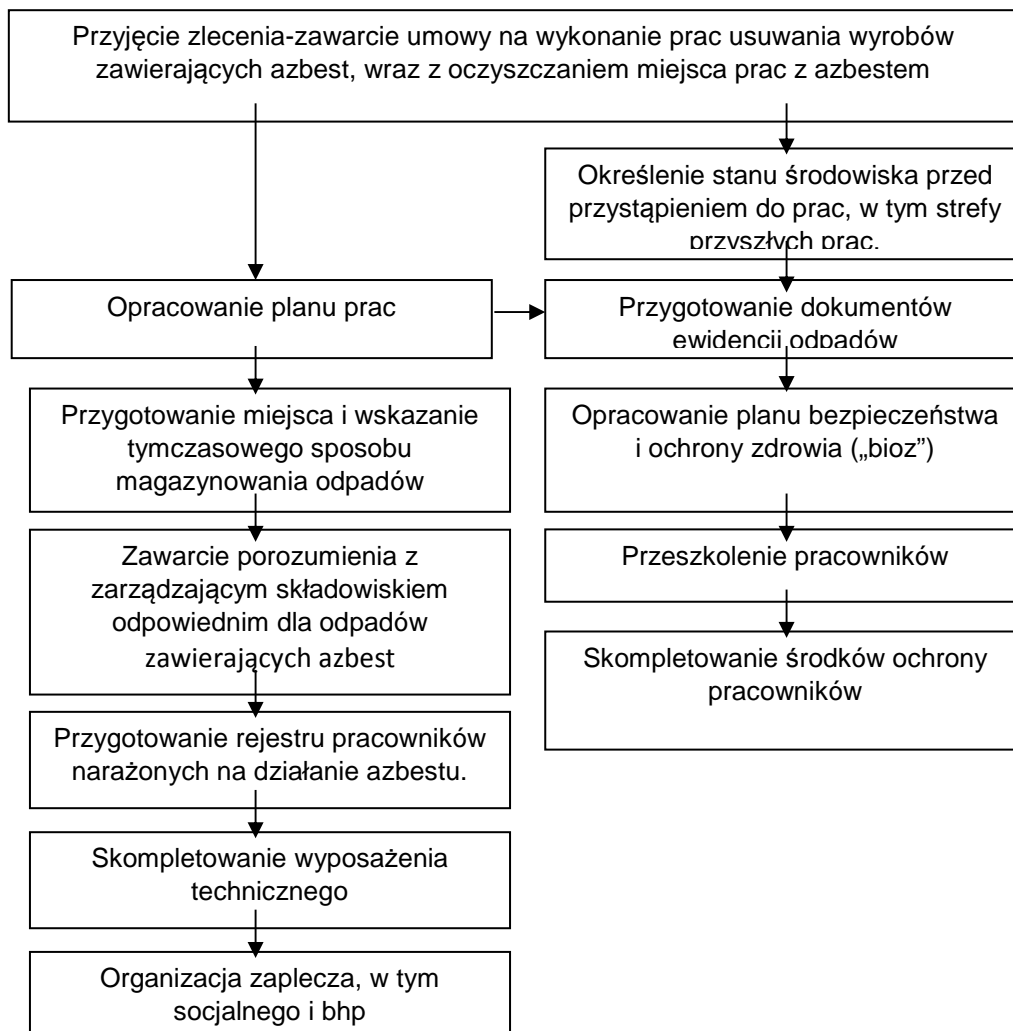 Przyjęcie zlecenia-zawarcie umowy na wykonanie prac usuwania wyrobów
zawierających azbest, wraz z oczyszczaniem miejsca prac z azbestem
Określenie stanu środowiska przed
przystąpieniem do prac, w tym strefy
przyszłych prac.
Opracowanie planu prac
Przygotowanie dokumentów
ewidencji odpadów
Przygotowanie miejsca i wskazanie
tymczasowego sposobu
magazynowania odpadów
Opracowanie planu bezpieczeństwa
i ochrony zdrowia („bioz”)
Zawarcie porozumienia z
zarządzającym składowiskiem
odpowiednim dla odpadów
zawierających azbest
Przeszkolenie pracowników
Skompletowanie środków ochrony
pracowników
Przygotowanie rejestru pracowników
narażonych na działanie azbestu.
Skompletowanie wyposażenia
technicznego
Organizacja zaplecza, w tym
socjalnego i bhp